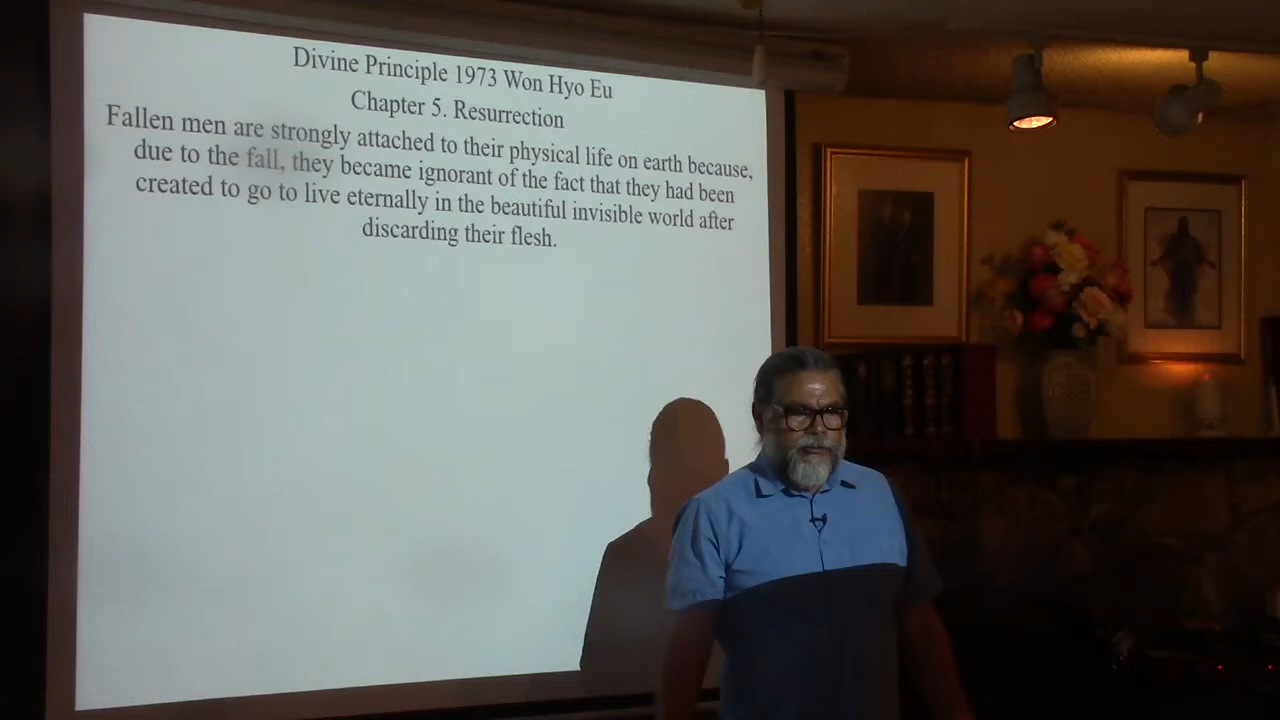 Divine Principle 1973 Won Hyo Eu
Chapter 5. Resurrection
Fallen men are strongly attached to their physical life on earth because,
due to the fall, they became ignorant of the fact that they had been
created to go to live eternally in the beautiful invisible world after
discarding their flesh.